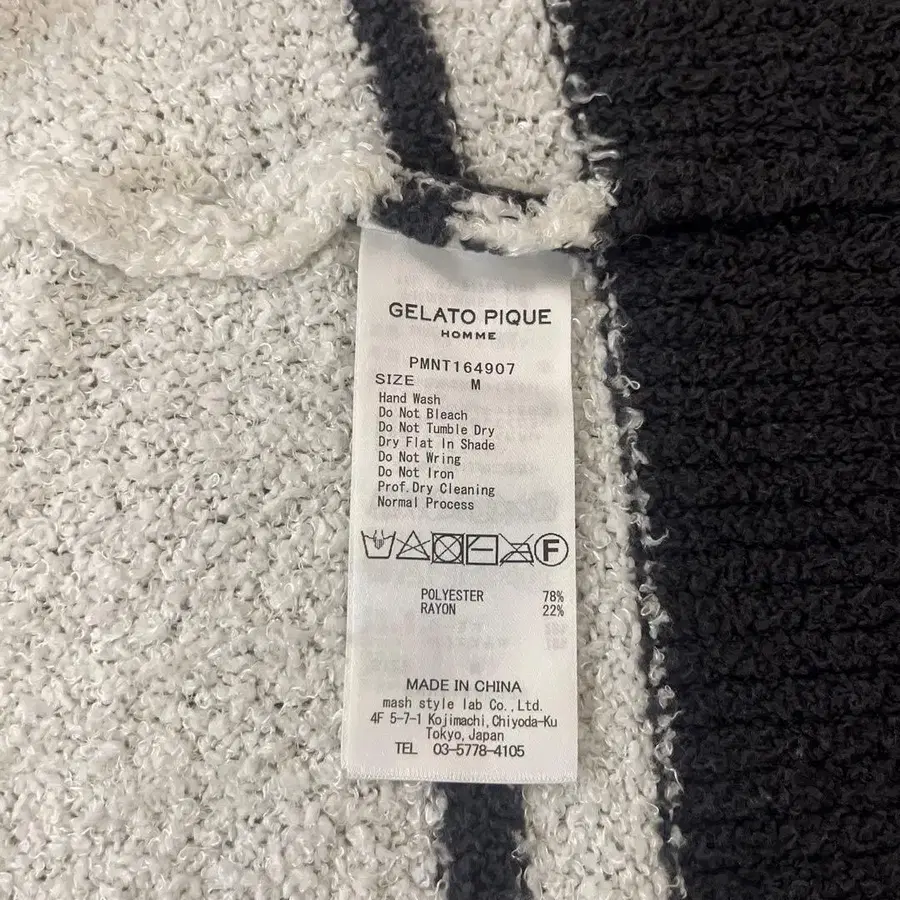 GELATO PIQUE
HOMME
PMNT164907
SIZE M
Hand Wash
Do Not Bleach
Do Not Tumble Dry
Dry Flat In Shade
Do Not Wring
Do Not Iron
Prof.Dry Cleaning
Normal Process
F
POLYESTER 78%
RAYON 22%
MADE IN CHINA
mash style lab Co.,Ltd.
4F 5-7-1 Kojimachi,Chiyoda-Ku
Tokyo,Japan
TEL 03-5778-4105